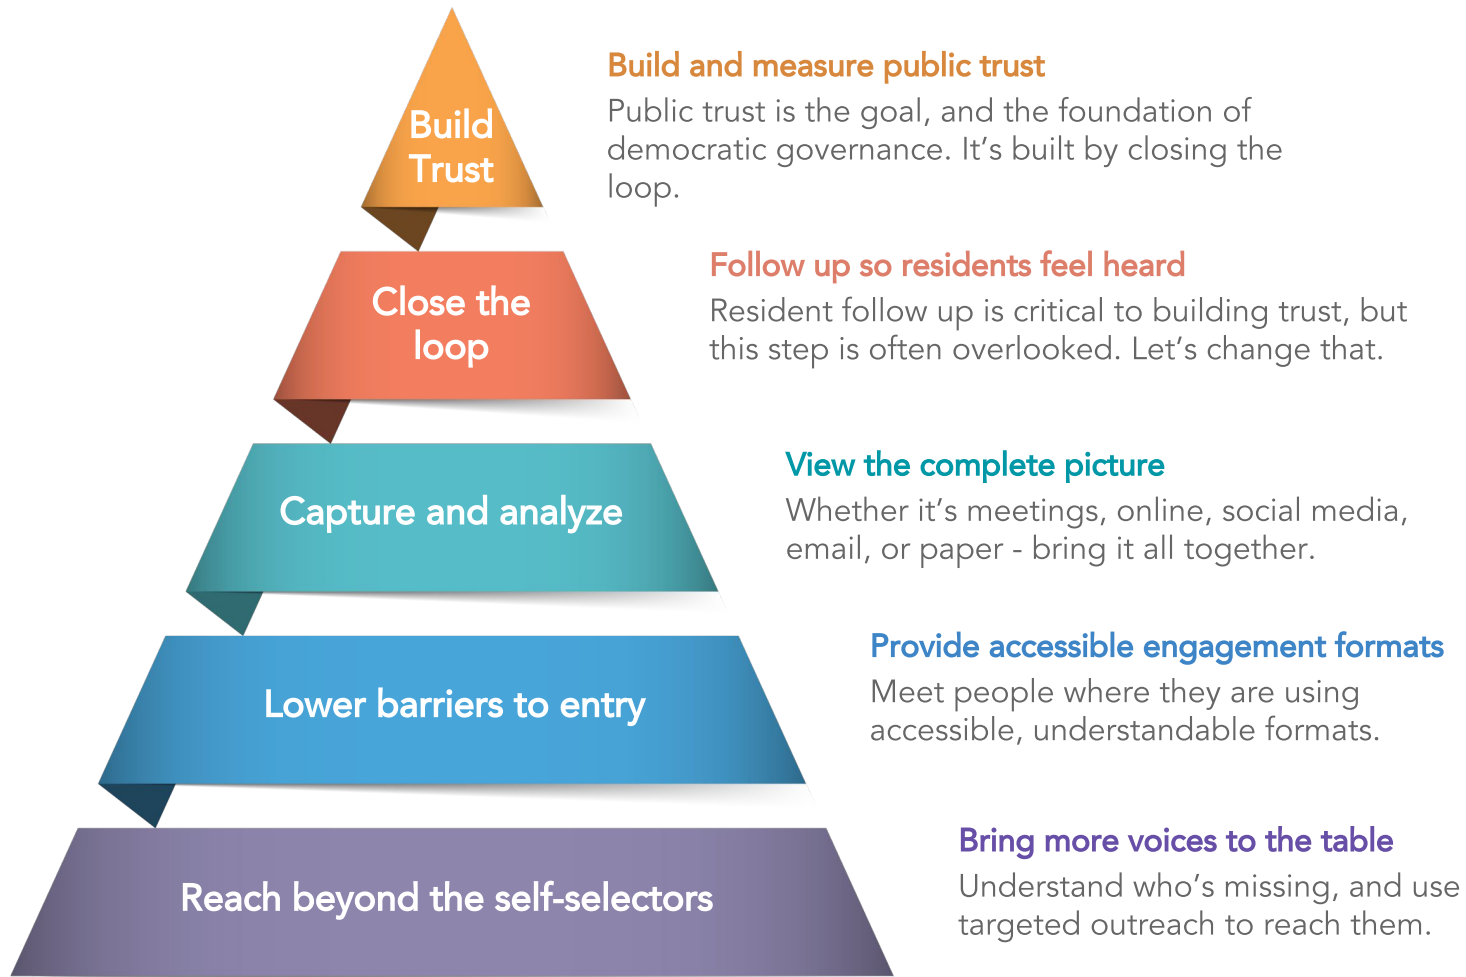 Build
Trust
Build and measure public trust
Public trust is the goal, and the foundation of
democratic governance. It’s built by closing the
loop.
Close the
loop
Follow up so residents feel heard
Resident follow up is critical to building trust, but
this step is often overlooked. Let’s change that.
Capture and analyze
View the complete picture
Whether it’s meetings, online, social media,
email, or paper - bring it all together.
Lower barriers to entry
Provide accessible engagement formats
Meet people where they are using
accessible, understandable formats.
Reach beyond the self-selectors
Bring more voices to the table
Understand who’s missing, and use
targeted outreach to reach them.